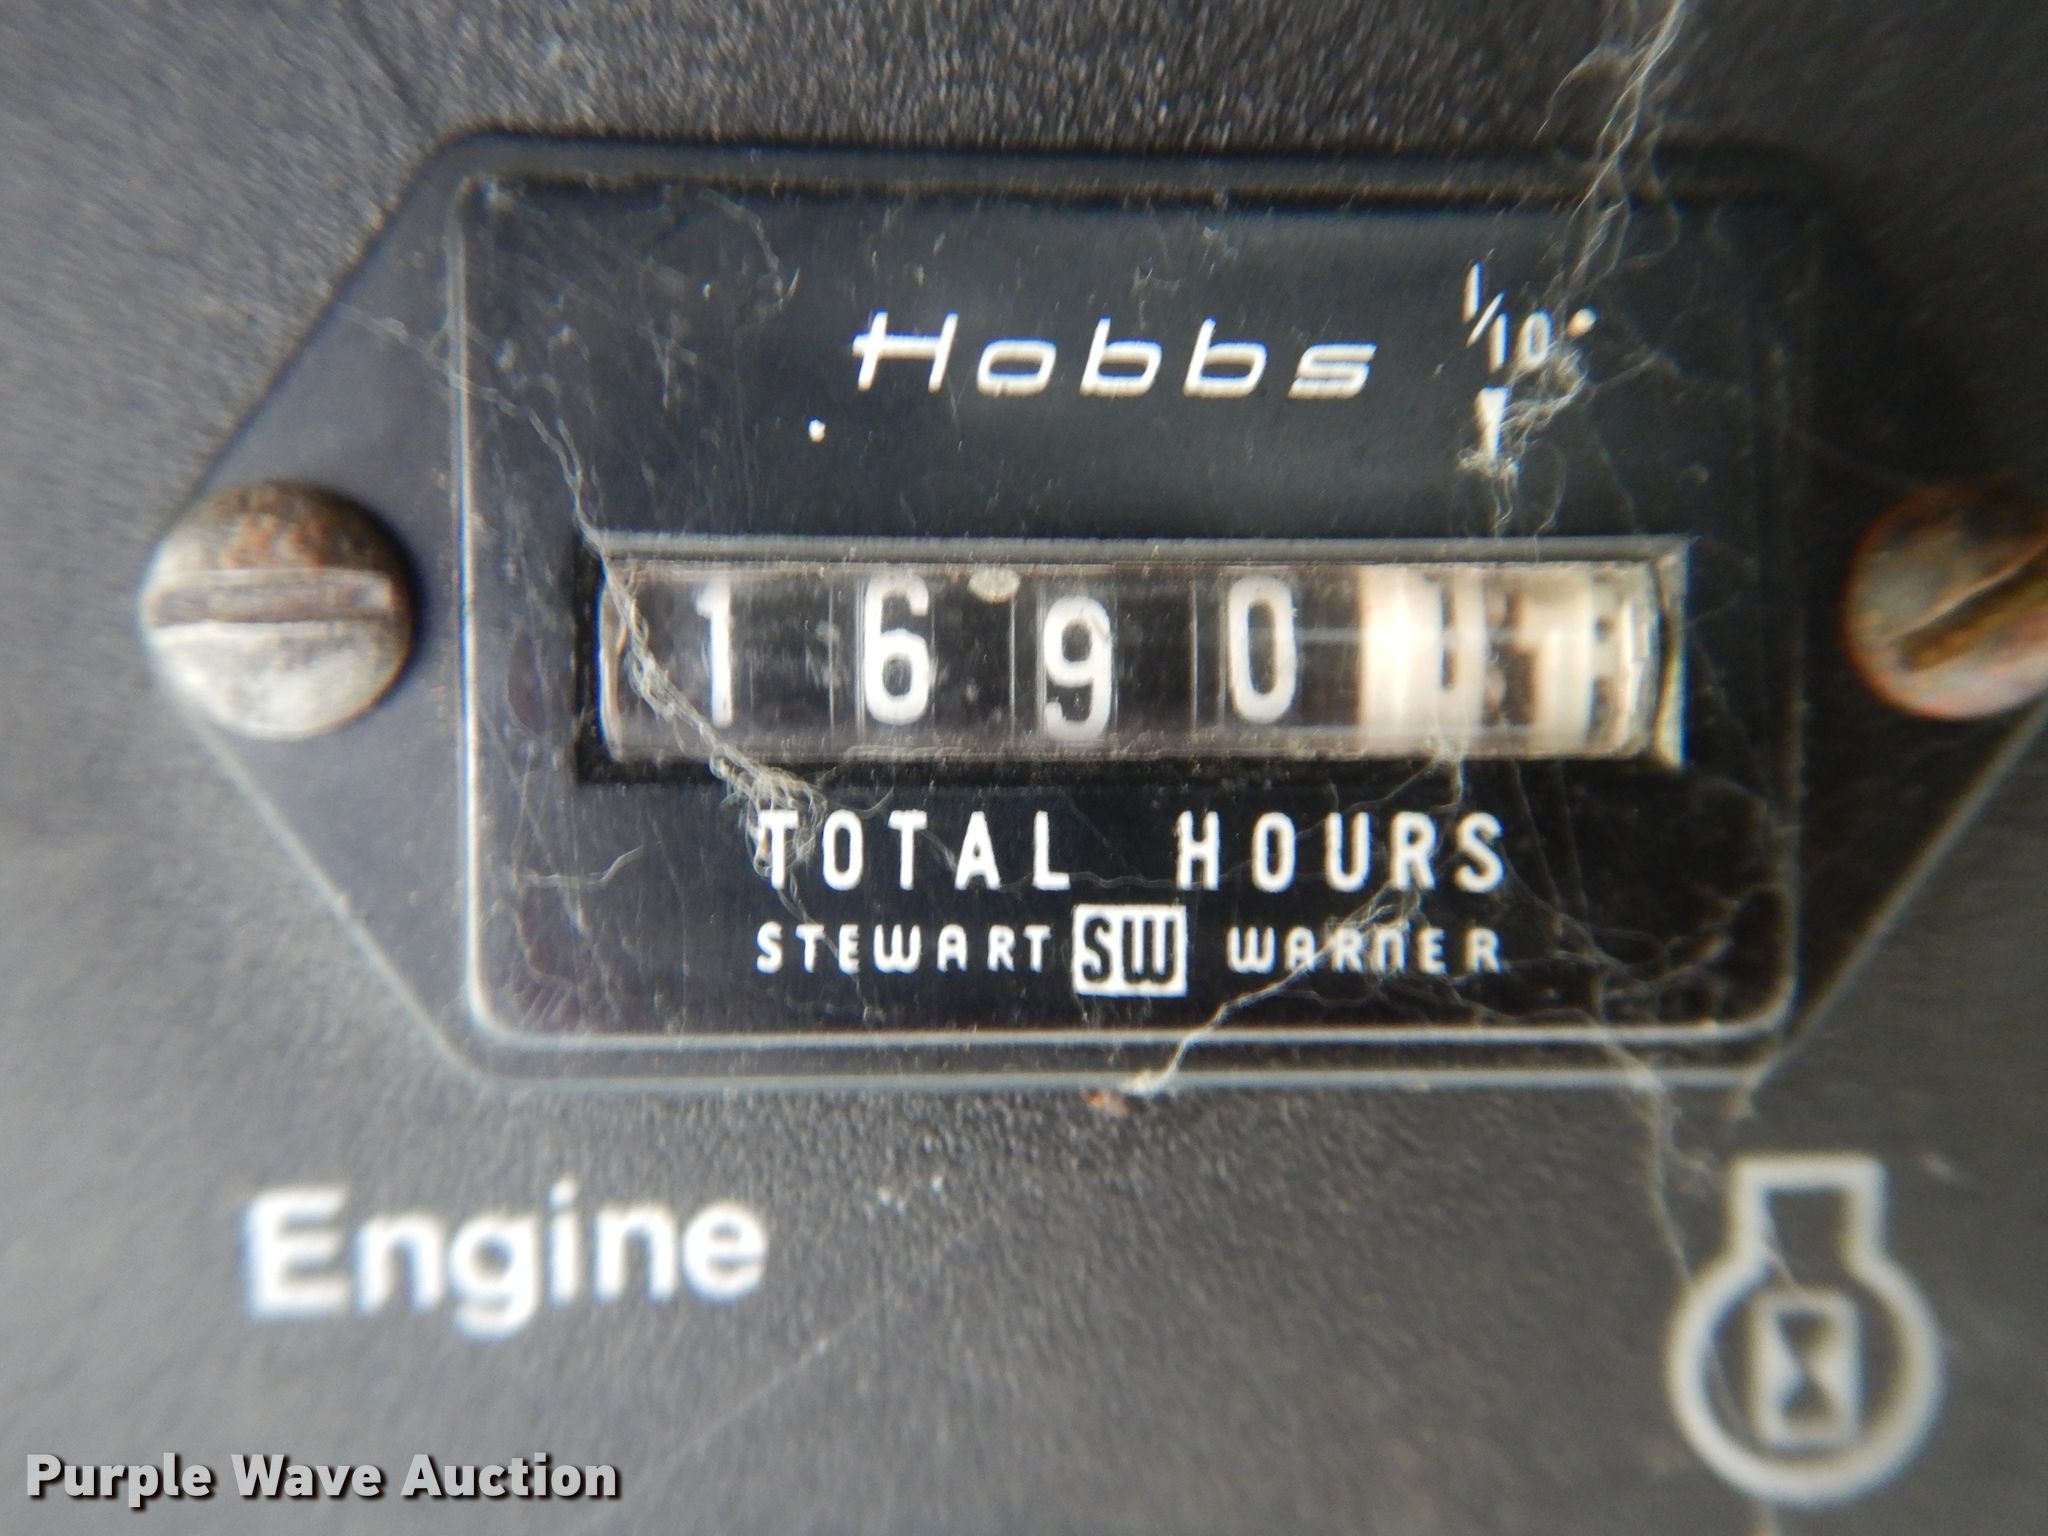 Hobbs
1/10
1690
TOTAL HOURS
STEWART SW WARNER
Engine
Purple Wave Auction